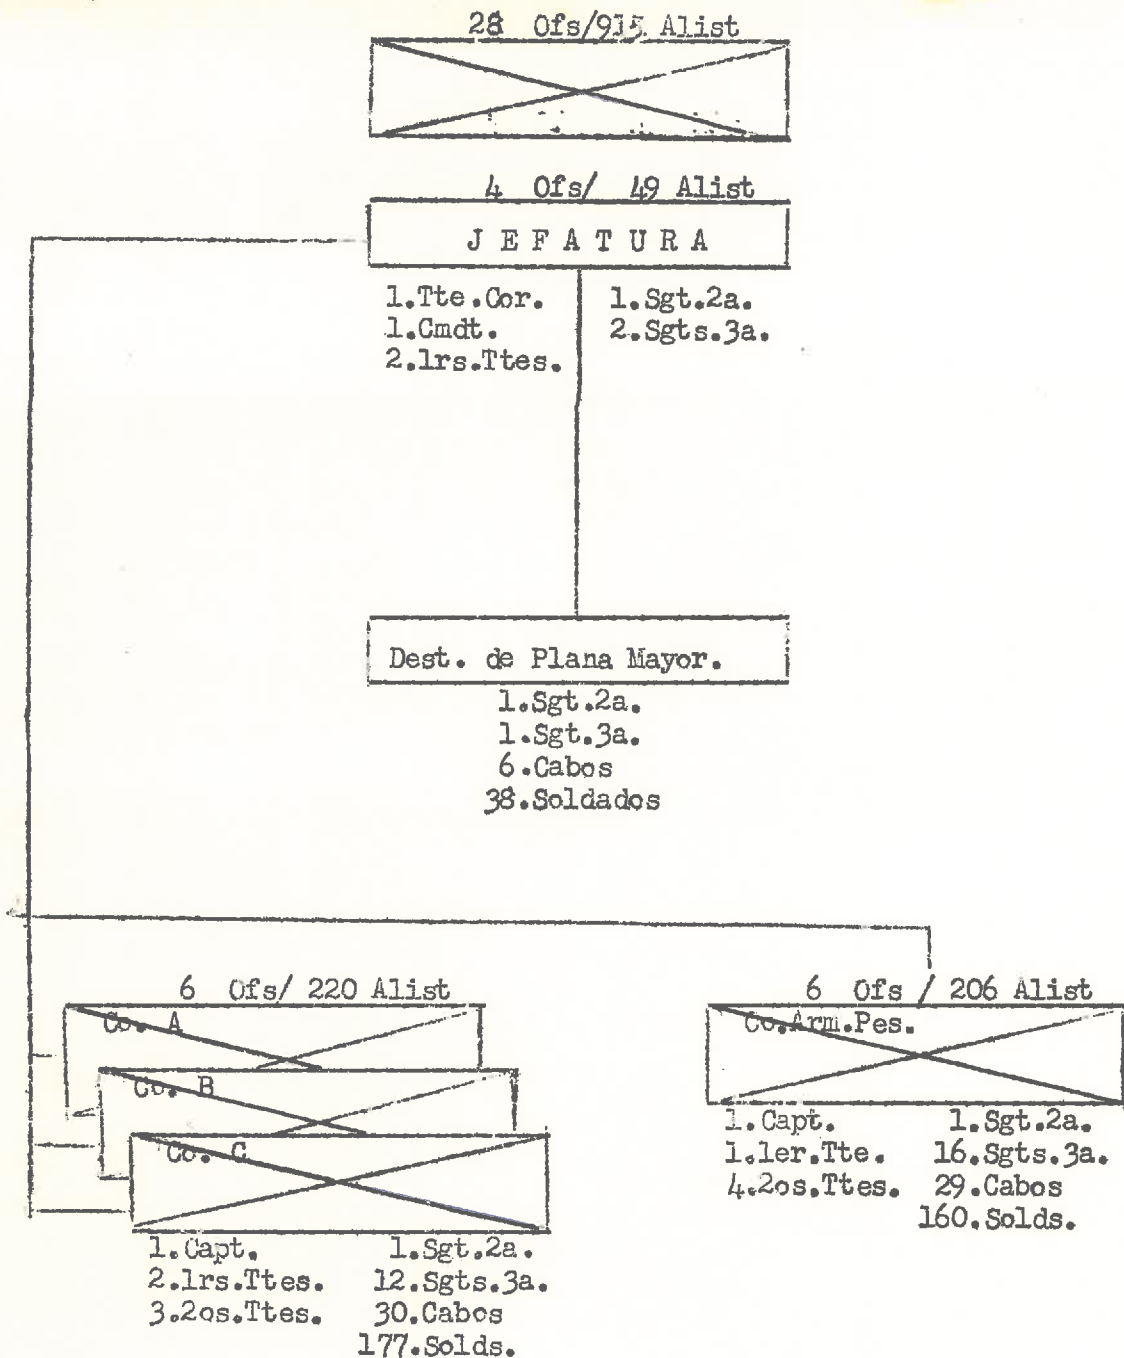 28 Ofs/915 Alist
4 Ofs/ 49 Alist
J E F A T U R A
1.Tte.Cor.
1.Cmdt.
2.1rs.Ttes.
1.Sgt.2a.
2.Sgts.3a.
Dest. de Plana Mayor.
1.Sgt.2a.
1.Sgt.3a.
6.Cabos
38.Soldados
6 Ofs/ 220 Alist
Co. A
Co. B
Co. C
1.Capt.
2.1rs.Ttes.
3.2os.Ttes.
1.Sgt.2a.
12.Sgts.3a.
30.Cabos
177.Solds.
6 Ofs / 206 Alist
Co.Arm.Pes.
1.Capt.
1.1er.Tte.
4.2os.Ttes.
1.Sgt.2a.
16.Sgts.3a.
29.Cabos
160.Solds.